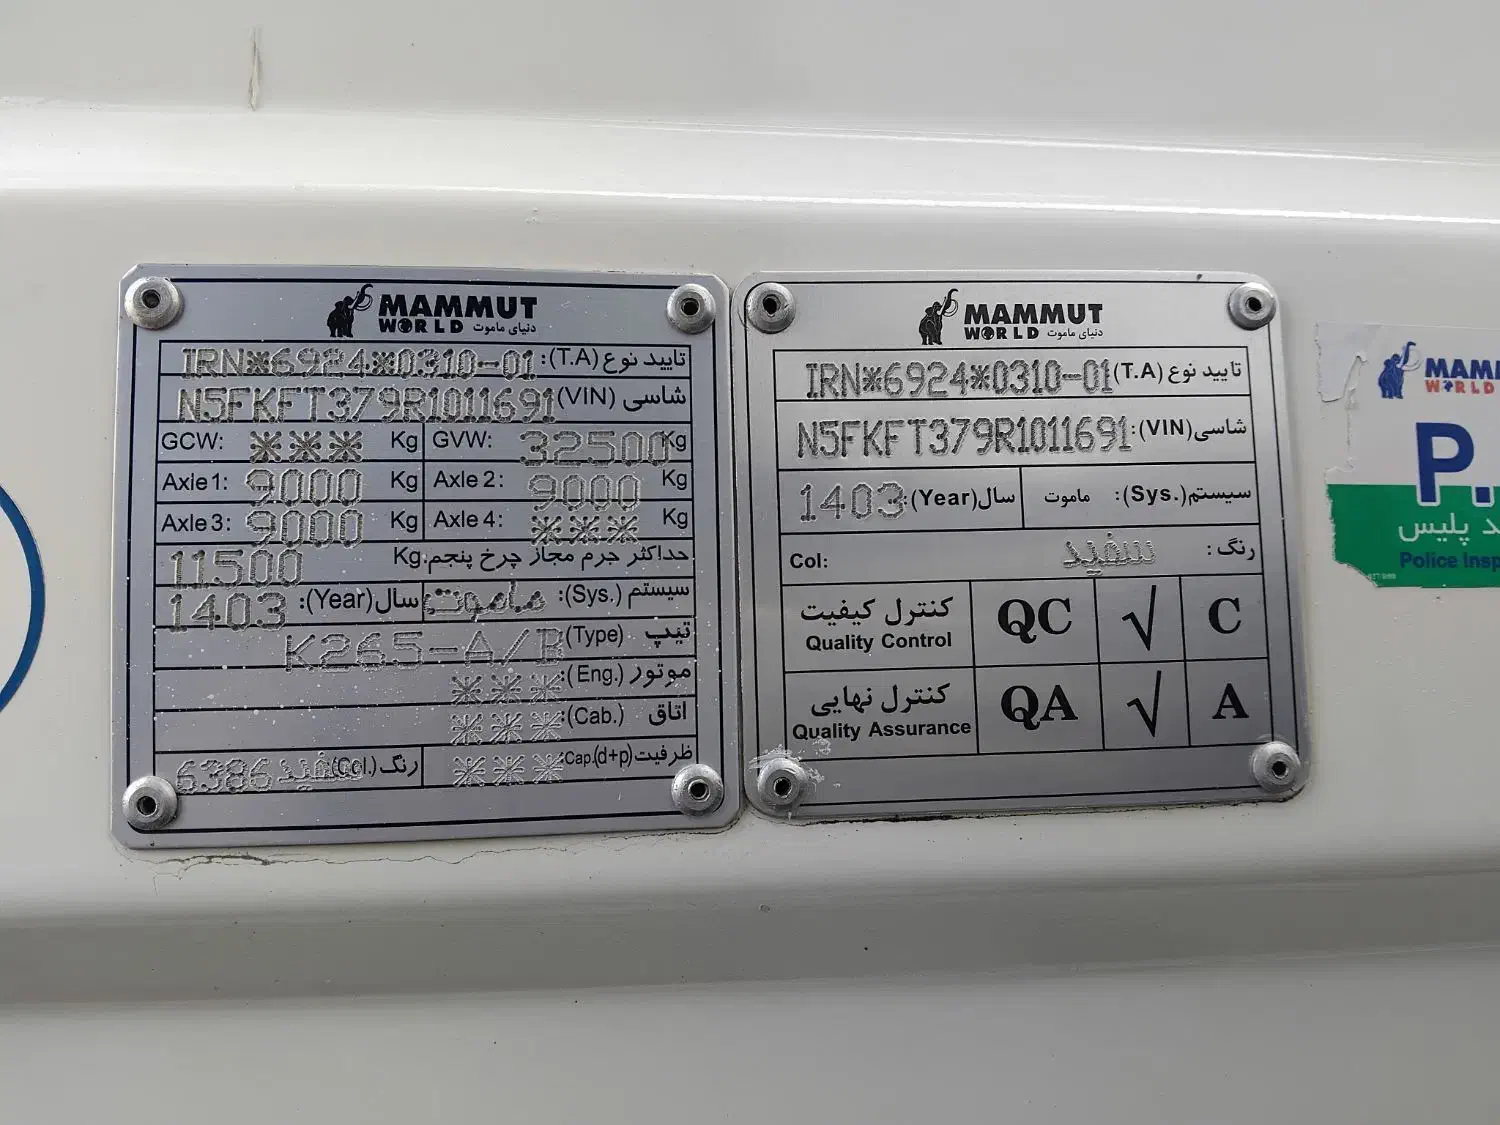 MAMMUT
WORLD دنیای ماموت
تایید نوع (T.A): IRN*6924*0310-01
شاسی (VIN) N5FKFT379R1011691
GCW: *** Kg GVW: 32500 Kg
Axle 1: 9000 Kg Axle 2: 9000 Kg
Axle 3: 9000 Kg Axle 4: *** Kg
حداکثر جرم مجاز چرخ پنجم Kg. 11500
سیستم (Sys.): ماموت سال (Year): 1403
تیپ (Type) K265-A/B
موتور (Eng.): ***
اتاق (Cab.): ***
ظرفیت Cap.(d+p): *** رنگ (Col.) سفید 6386
MAMMUT
WORLD دنیای ماموت
تایید نوع (T.A): IRN*6924*0310-01
شاسی (VIN): N5FKFT379R1011691
سیستم (Sys.): ماموت سال (Year): 1403
رنگ : سفید Col:
کنترل کیفیت QC √ C
Quality Control
کنترل نهایی QA √ A
Quality Assurance
WORLD
P.
پلیس
Police